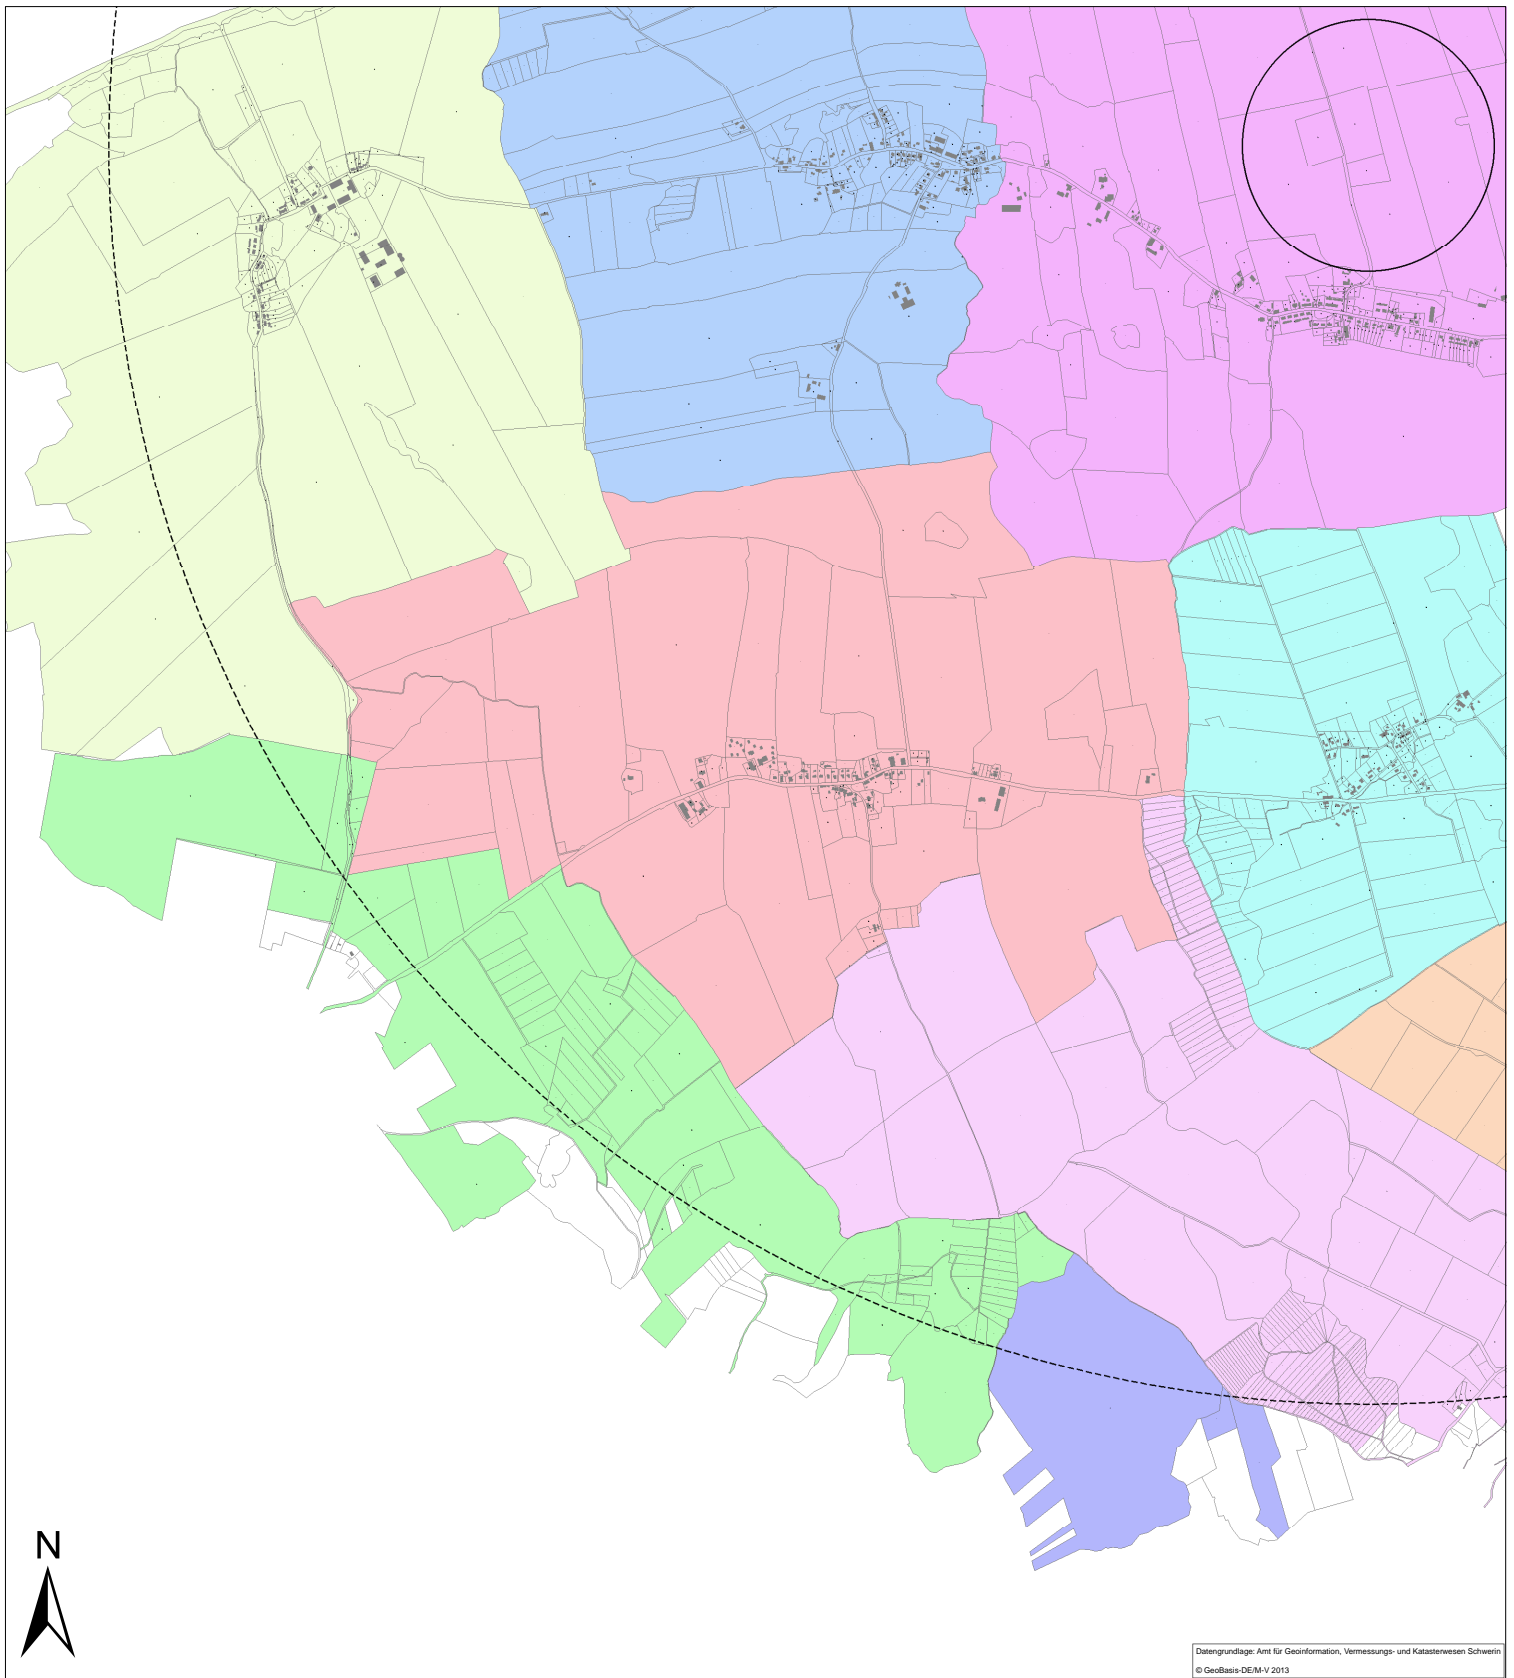 N
Datengrundlage: Amt für Geoinformation, Vermessungs- und Katasterwesen Schwerin
© GeoBasis-DE/M-V 2013